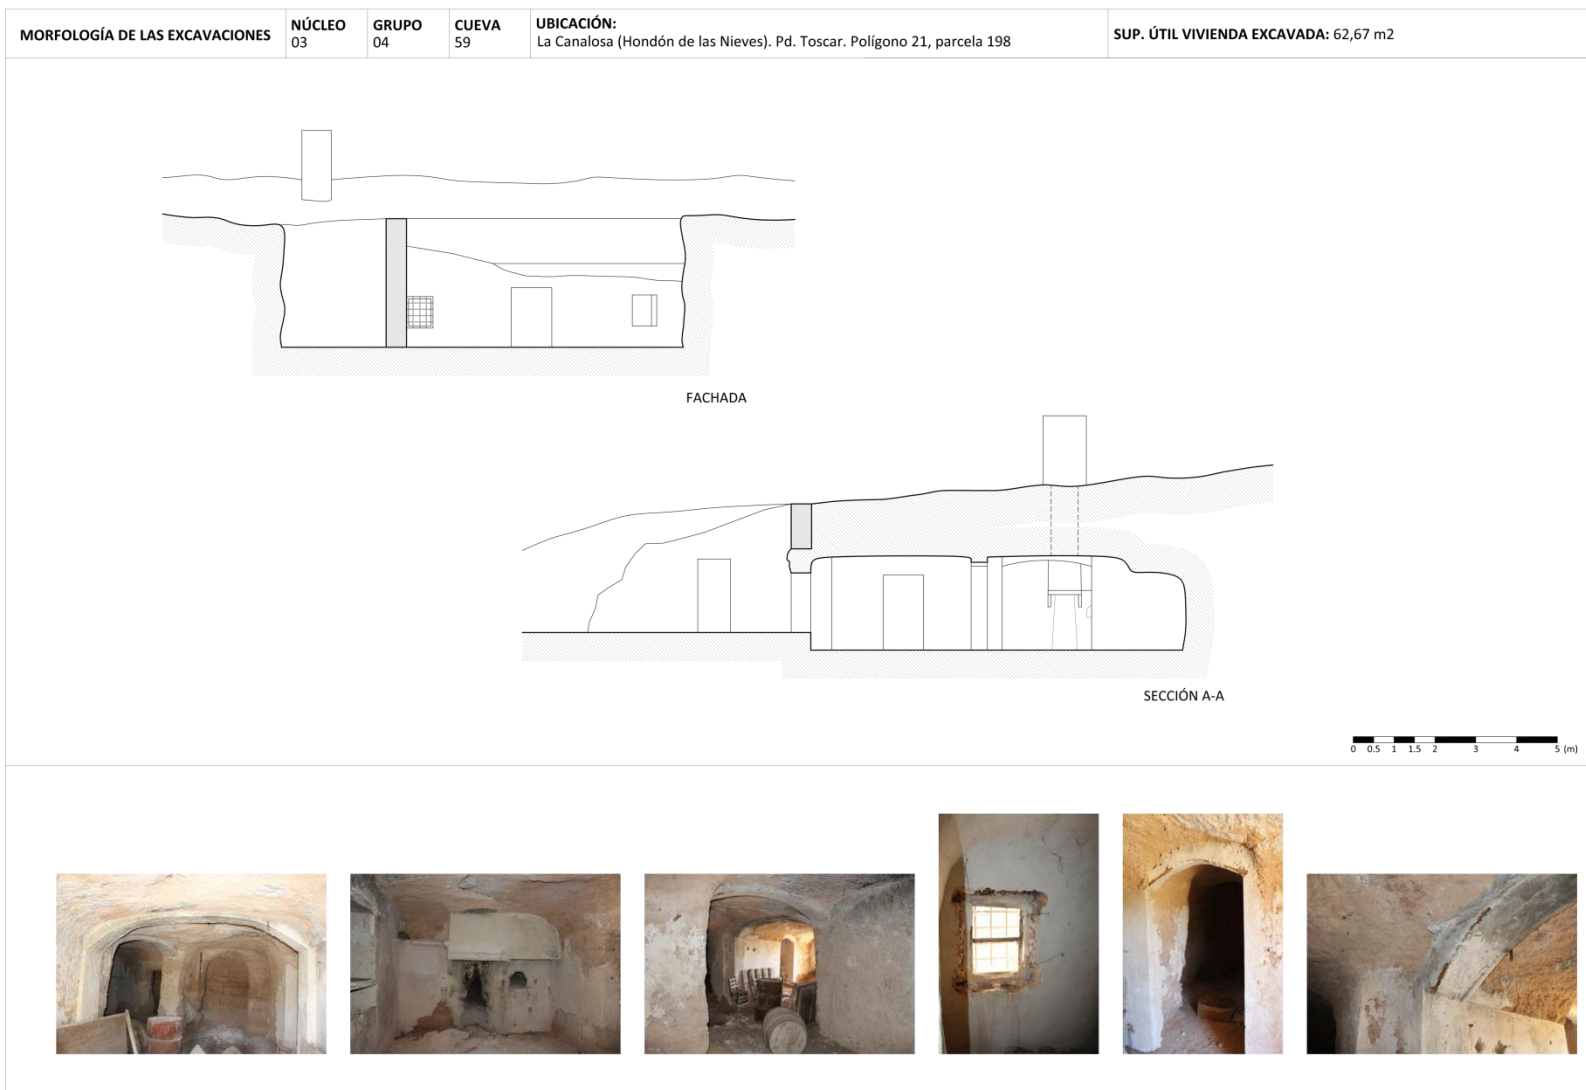 MORFOLOGÍA DE LAS EXCAVACIONES
NÚCLEO
03
GRUPO
04
CUEVA
59
UBICACIÓN:
La Canalosa (Hondón de las Nieves). Pd. Toscar. Polígono 21, parcela 198
SUP. ÚTIL VIVIENDA EXCAVADA: 62,67 m2
FACHADA
SECCIÓN A-A
0 0.5 1 1.5 2 3 4 5 (m)